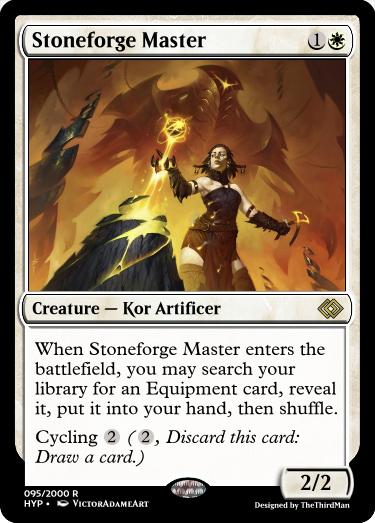 Stoneforge Master 1
Creature — Kor Artificer
When Stoneforge Master enters the
battlefield, you may search your
library for an Equipment card, reveal
it, put it into your hand, then shuffle.
Cycling 2 ( 2, Discard this card:
Draw a card.)
2/2
095/2000 R
HYP • VictorAdameArt
Designed by TheThirdMan